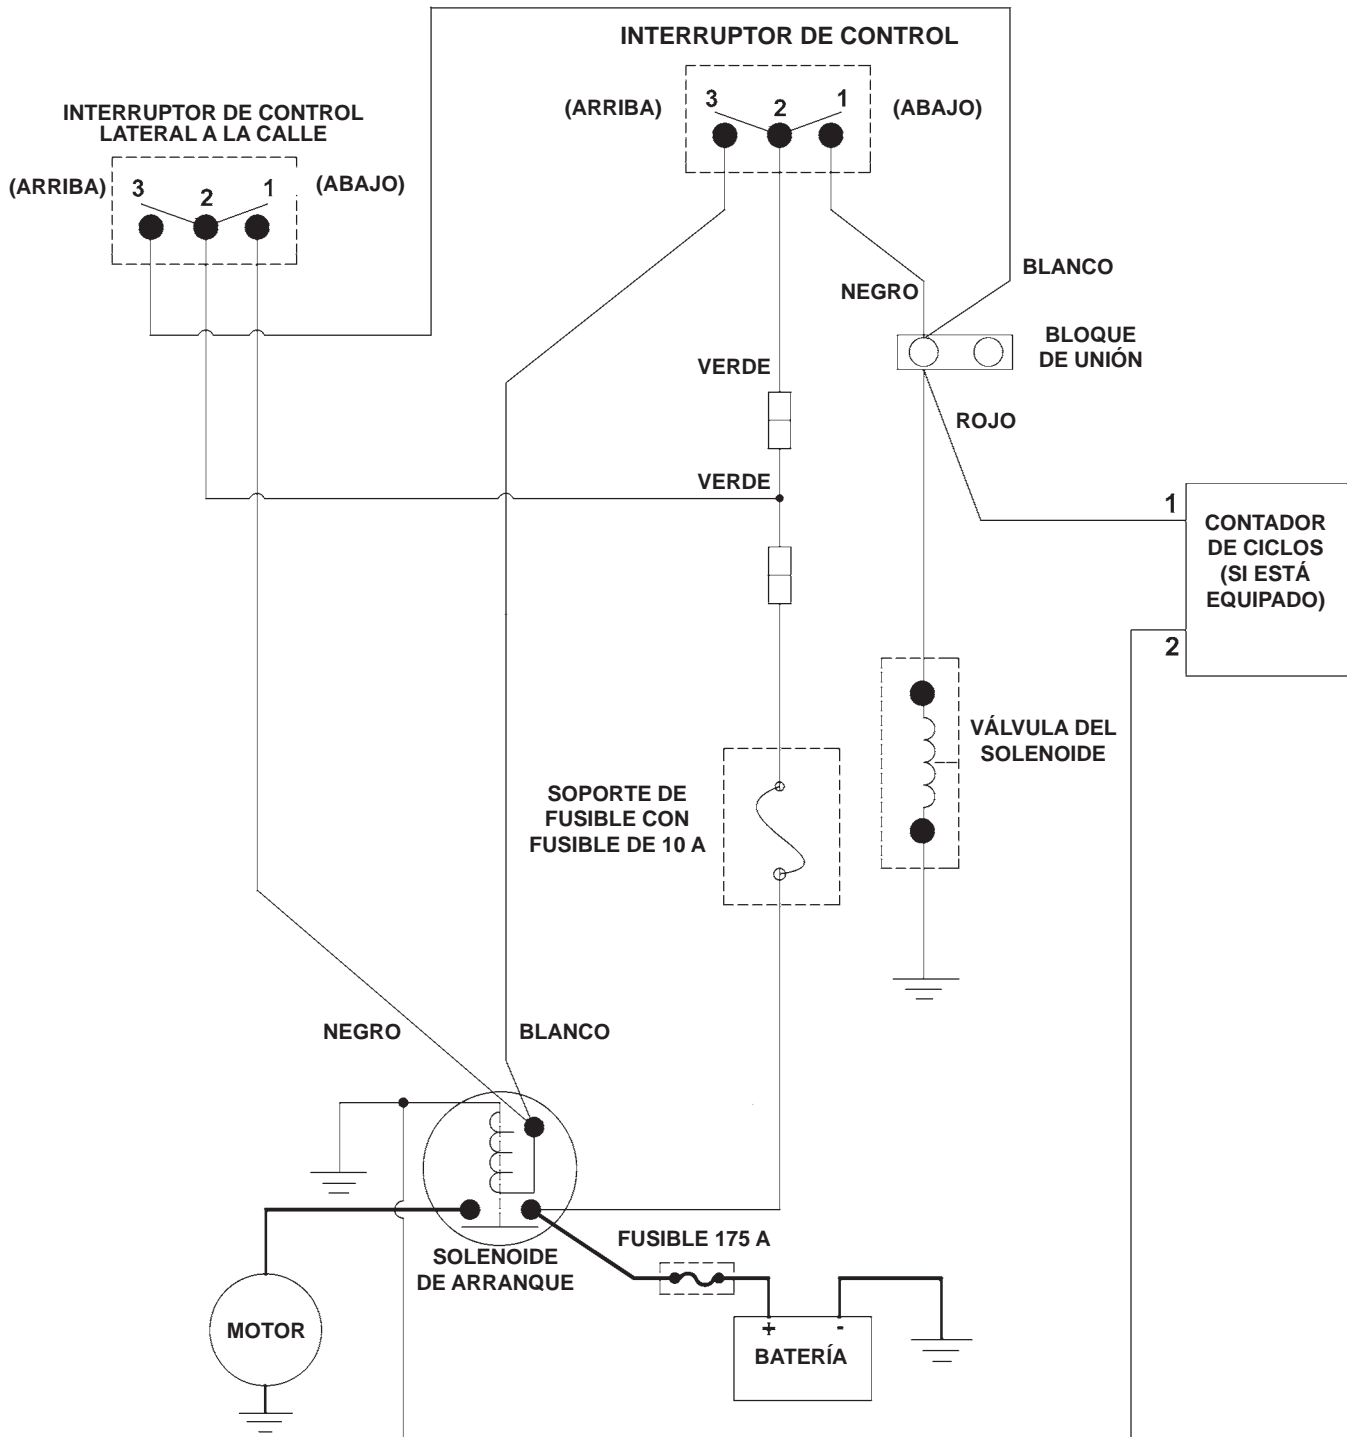 INTERRUPTOR DE CONTROL
(ARRIBA)
3
2
1
(ABAJO)
INTERRUPTOR DE CONTROL
LATERAL A LA CALLE
(ARRIBA)
3
2
1
(ABAJO)
BLANCO
NEGRO
BLOQUE
DE UNIÓN
VERDE
ROJO
VERDE
1
CONTADOR
DE CICLOS
(SI ESTÁ
EQUIPADO)
2
VÁLVULA DEL
SOLENOIDE
SOPORTE DE
FUSIBLE CON
FUSIBLE DE 10 A
NEGRO
BLANCO
SOLENOIDE
DE ARRANQUE
FUSIBLE 175 A
MOTOR
+
-
BATERÍA